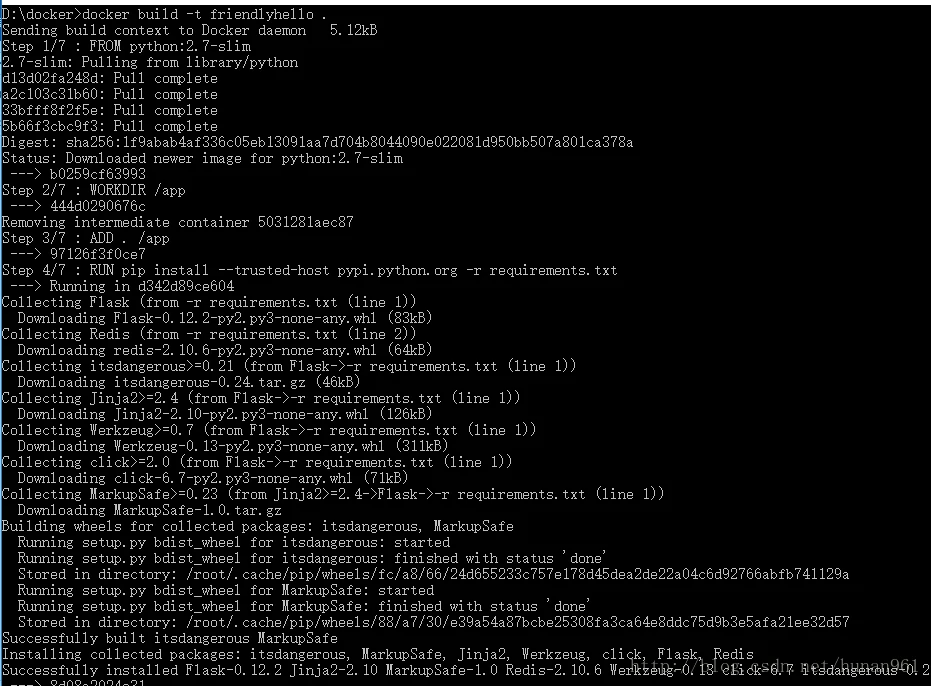 D:\docker>docker build -t friendlyhello .
Sending build context to Docker daemon   5.12kB
Step 1/7 : FROM python:2.7-slim
2.7-slim: Pulling from library/python
d13d02fa248d: Pull complete
a2c103c31b60: Pull complete
33bfff8f2f5e: Pull complete
5b66f3cbc9f3: Pull complete
Digest: sha256:1f9abab4af336c05eb13091aa7d704b8044090e022081d950bb507a801ca378a
Status: Downloaded newer image for python:2.7-slim
 ---> b0259cf63993
Step 2/7 : WORKDIR /app
 ---> 444d0290676c
Removing intermediate container 5031281aec87
Step 3/7 : ADD . /app
 ---> 97126f3f0ce7
Step 4/7 : RUN pip install --trusted-host pypi.python.org -r requirements.txt
 ---> Running in d342d89ce604
Collecting Flask (from -r requirements.txt (line 1))
  Downloading Flask-0.12.2-py2.py3-none-any.whl (83kB)
Collecting Redis (from -r requirements.txt (line 2))
  Downloading redis-2.10.6-py2.py3-none-any.whl (64kB)
Collecting itsdangerous>=0.21 (from Flask->-r requirements.txt (line 1))
  Downloading itsdangerous-0.24.tar.gz (46kB)
Collecting Jinja2>=2.4 (from Flask->-r requirements.txt (line 1))
  Downloading Jinja2-2.10-py2.py3-none-any.whl (126kB)
Collecting Werkzeug>=0.7 (from Flask->-r requirements.txt (line 1))
  Downloading Werkzeug-0.13-py2.py3-none-any.whl (311kB)
Collecting click>=2.0 (from Flask->-r requirements.txt (line 1))
  Downloading click-6.7-py2.py3-none-any.whl (71kB)
Collecting MarkupSafe>=0.23 (from Jinja2>=2.4->Flask->-r requirements.txt (line 1))
  Downloading MarkupSafe-1.0.tar.gz
Building wheels for collected packages: itsdangerous, MarkupSafe
  Running setup.py bdist_wheel for itsdangerous: started
  Running setup.py bdist_wheel for itsdangerous: finished with status 'done'
  Stored in directory: /root/.cache/pip/wheels/fc/a8/66/24d655233c757e178d45dea2de22a04c6d92766abfb741129a
  Running setup.py bdist_wheel for MarkupSafe: started
  Running setup.py bdist_wheel for MarkupSafe: finished with status 'done'
  Stored in directory: /root/.cache/pip/wheels/88/a7/30/e39a54a87bcbe25308fa3ca64e8ddc75d9b3e5afa21ee32d57
Successfully built itsdangerous MarkupSafe
Installing collected packages: itsdangerous, MarkupSafe, Jinja2, Werkzeug, click, Flask, Redis
Successfully installed Flask-0.12.2 Jinja2-2.10 MarkupSafe-1.0 Redis-2.10.6 Werkzeug-0.13 click-6.7 itsdangerous-0.2